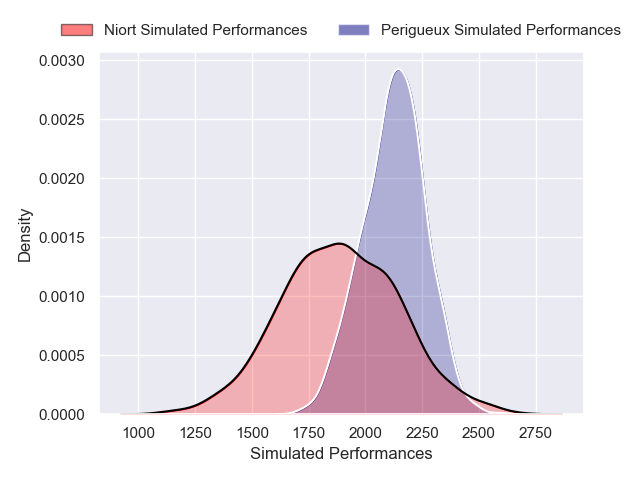 Niort Simulated Performances
Perigueux Simulated Performances
0.0030
0.0025
0.0020
0.0015
0.0010
0.0005
0.0000
Density
1000 1250 1500 1750 2000 2250 2500 2750
Simulated Performances